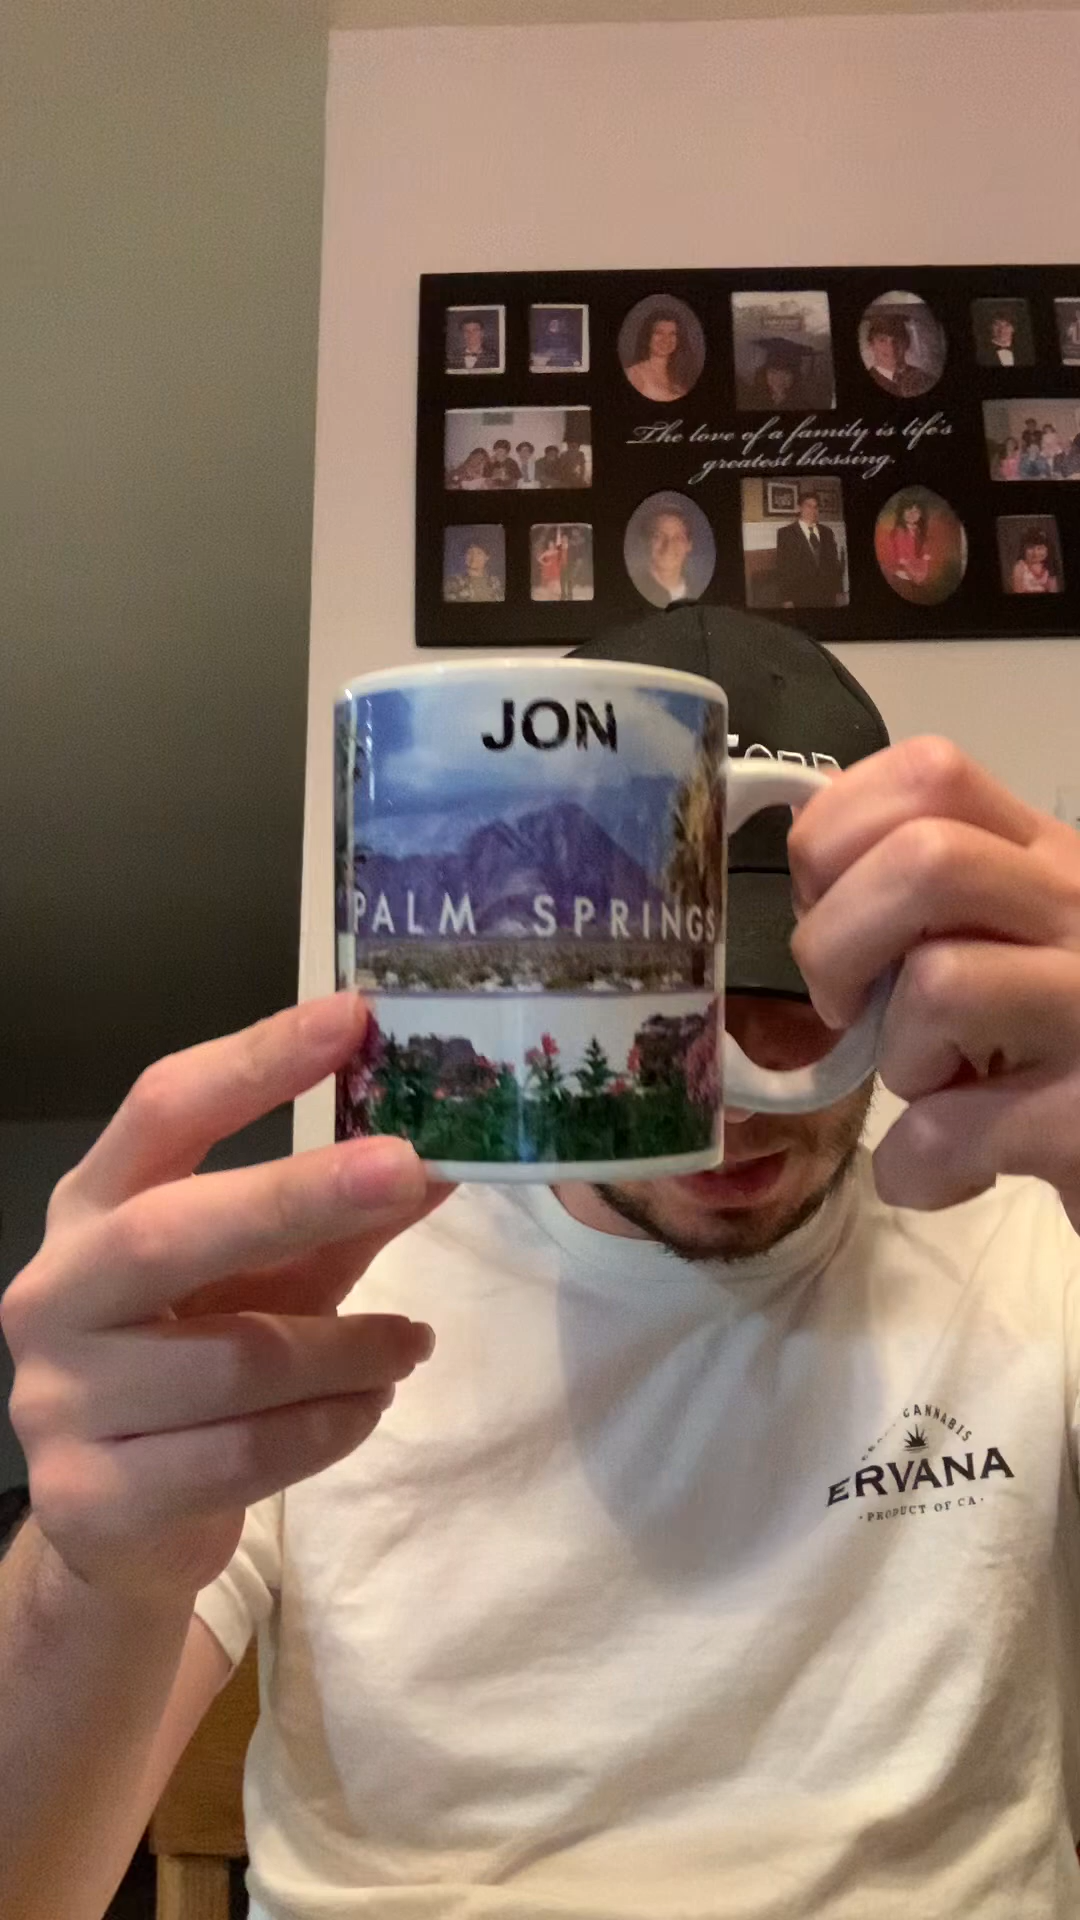 The love of a family is life's
greatest blessing.
JON
PALM SPRINGS
CANNABIS
ERVANA
·PRODUCT OF CA·